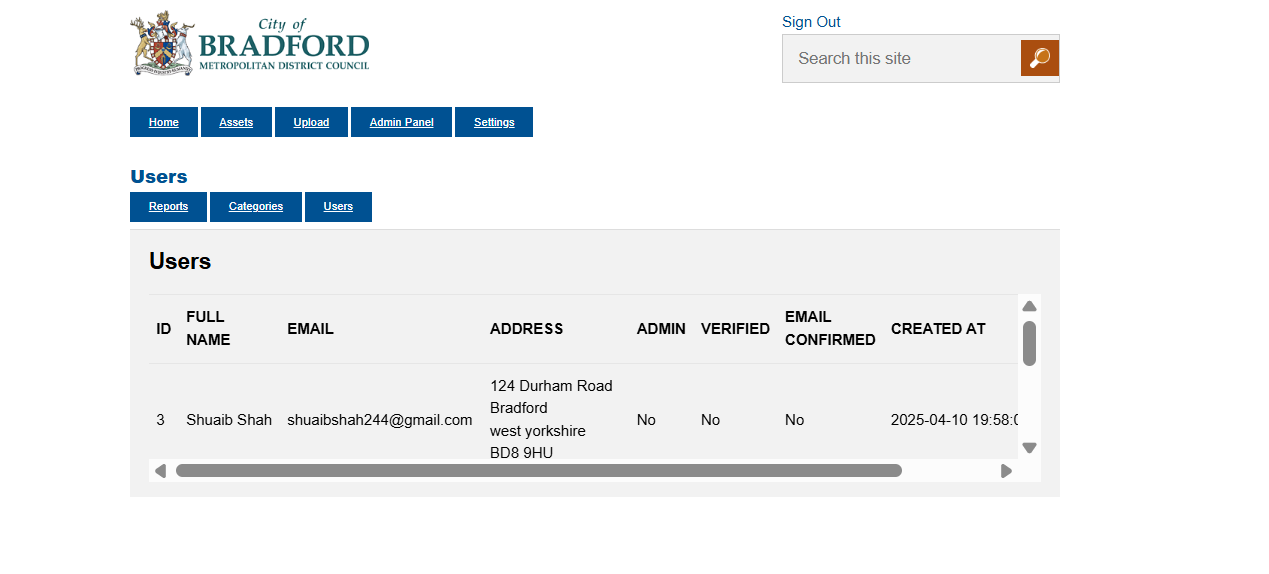 City of
BRADFORD
METROPOLITAN DISTRICT COUNCIL
Sign Out
Search this site
Home
Assets
Upload
Admin Panel
Settings
Users
Reports
Categories
Users
Users
ID
FULL NAME
EMAIL
ADDRESS
ADMIN
VERIFIED
EMAIL CONFIRMED
CREATED AT
3
Shuaib Shah
shuaibshah244@gmail.com
124 Durham Road
Bradford
west yorkshire
BD8 9HU
No
No
No
2025-04-10 19:58:0